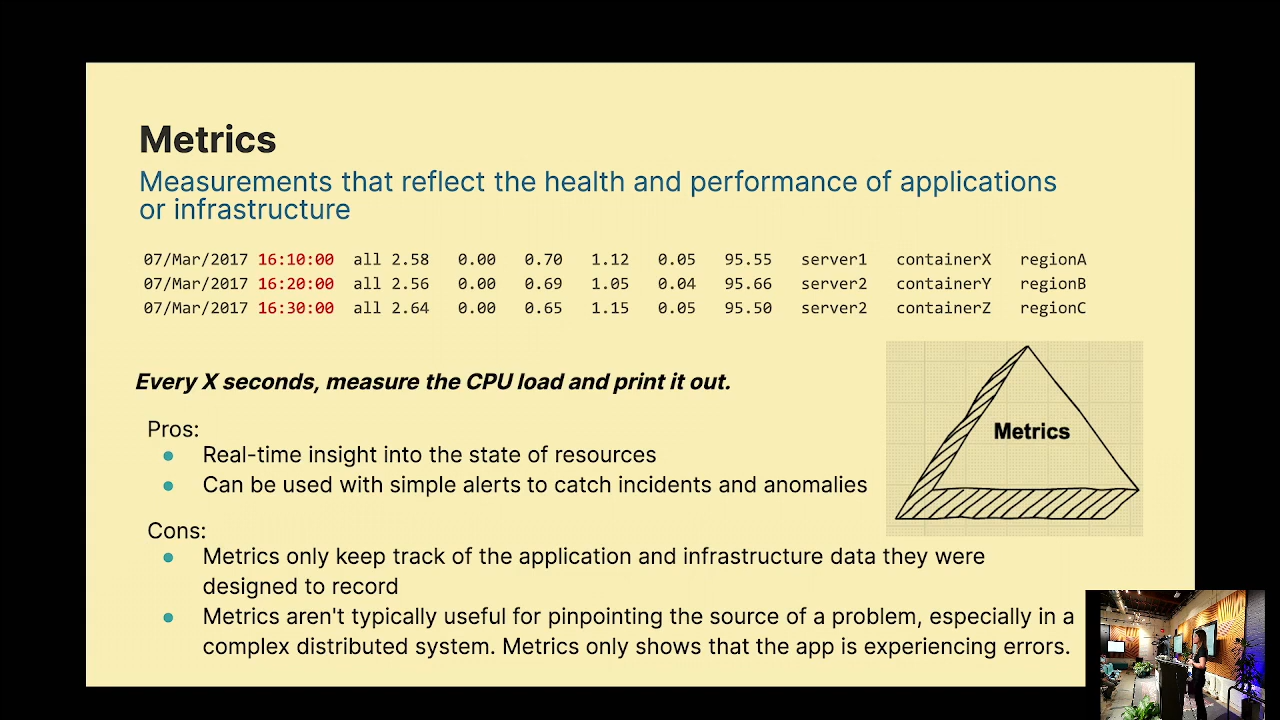 Metrics
Measurements that reflect the health and performance of applications
or infrastructure
07/Mar/2017 16:10:00 all 2.58 0.00 0.70 1.12 0.05 95.55 server1 containerX regionA
07/Mar/2017 16:20:00 all 2.56 0.00 0.69 1.05 0.04 95.66 server2 containerY regionB
07/Mar/2017 16:30:00 all 2.64 0.00 0.65 1.15 0.05 95.50 server2 containerZ regionC
Every X seconds, measure the CPU load and print it out.
Metrics
Pros:
Real-time insight into the state of resources
Can be used with simple alerts to catch incidents and anomalies
Cons:
Metrics only keep track of the application and infrastructure data they were
designed to record
Metrics aren't typically useful for pinpointing the source of a problem, especially in a
complex distributed system. Metrics only shows that the app is experiencing errors.